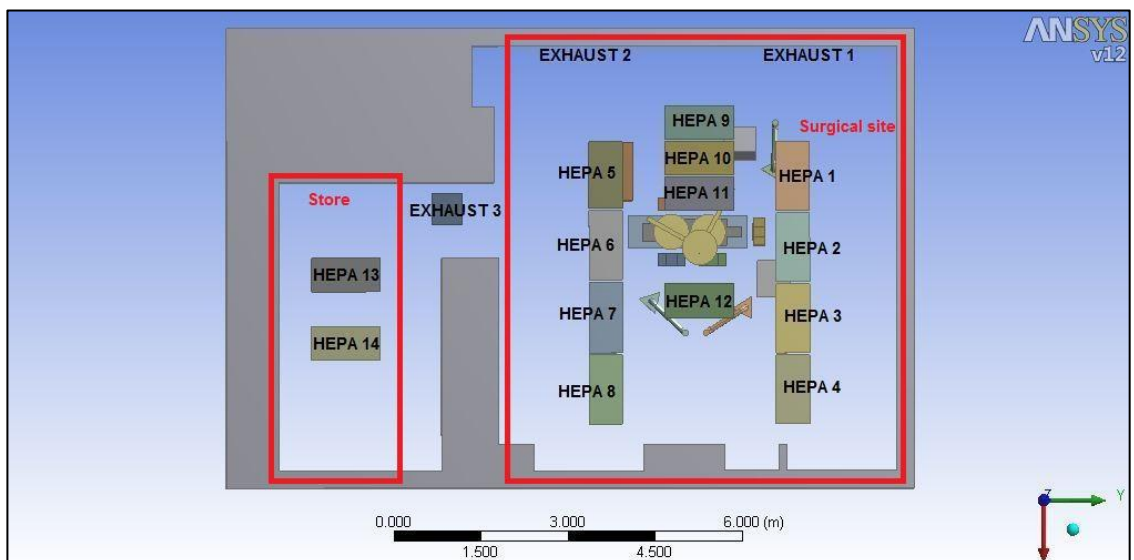 ANSYS
v12
EXHAUST 2
EXHAUST 1
HEPA 9
Surgical site
HEPA 10
HEPA 5
HEPA 1
HEPA 11
Store
EXHAUST 3
HEPA 6
HEPA 2
HEPA 13
HEPA 12
HEPA 7
HEPA 3
HEPA 14
HEPA 8
HEPA 4
0.000 3.000 6.000 (m)
1.500 4.500
Z
Y